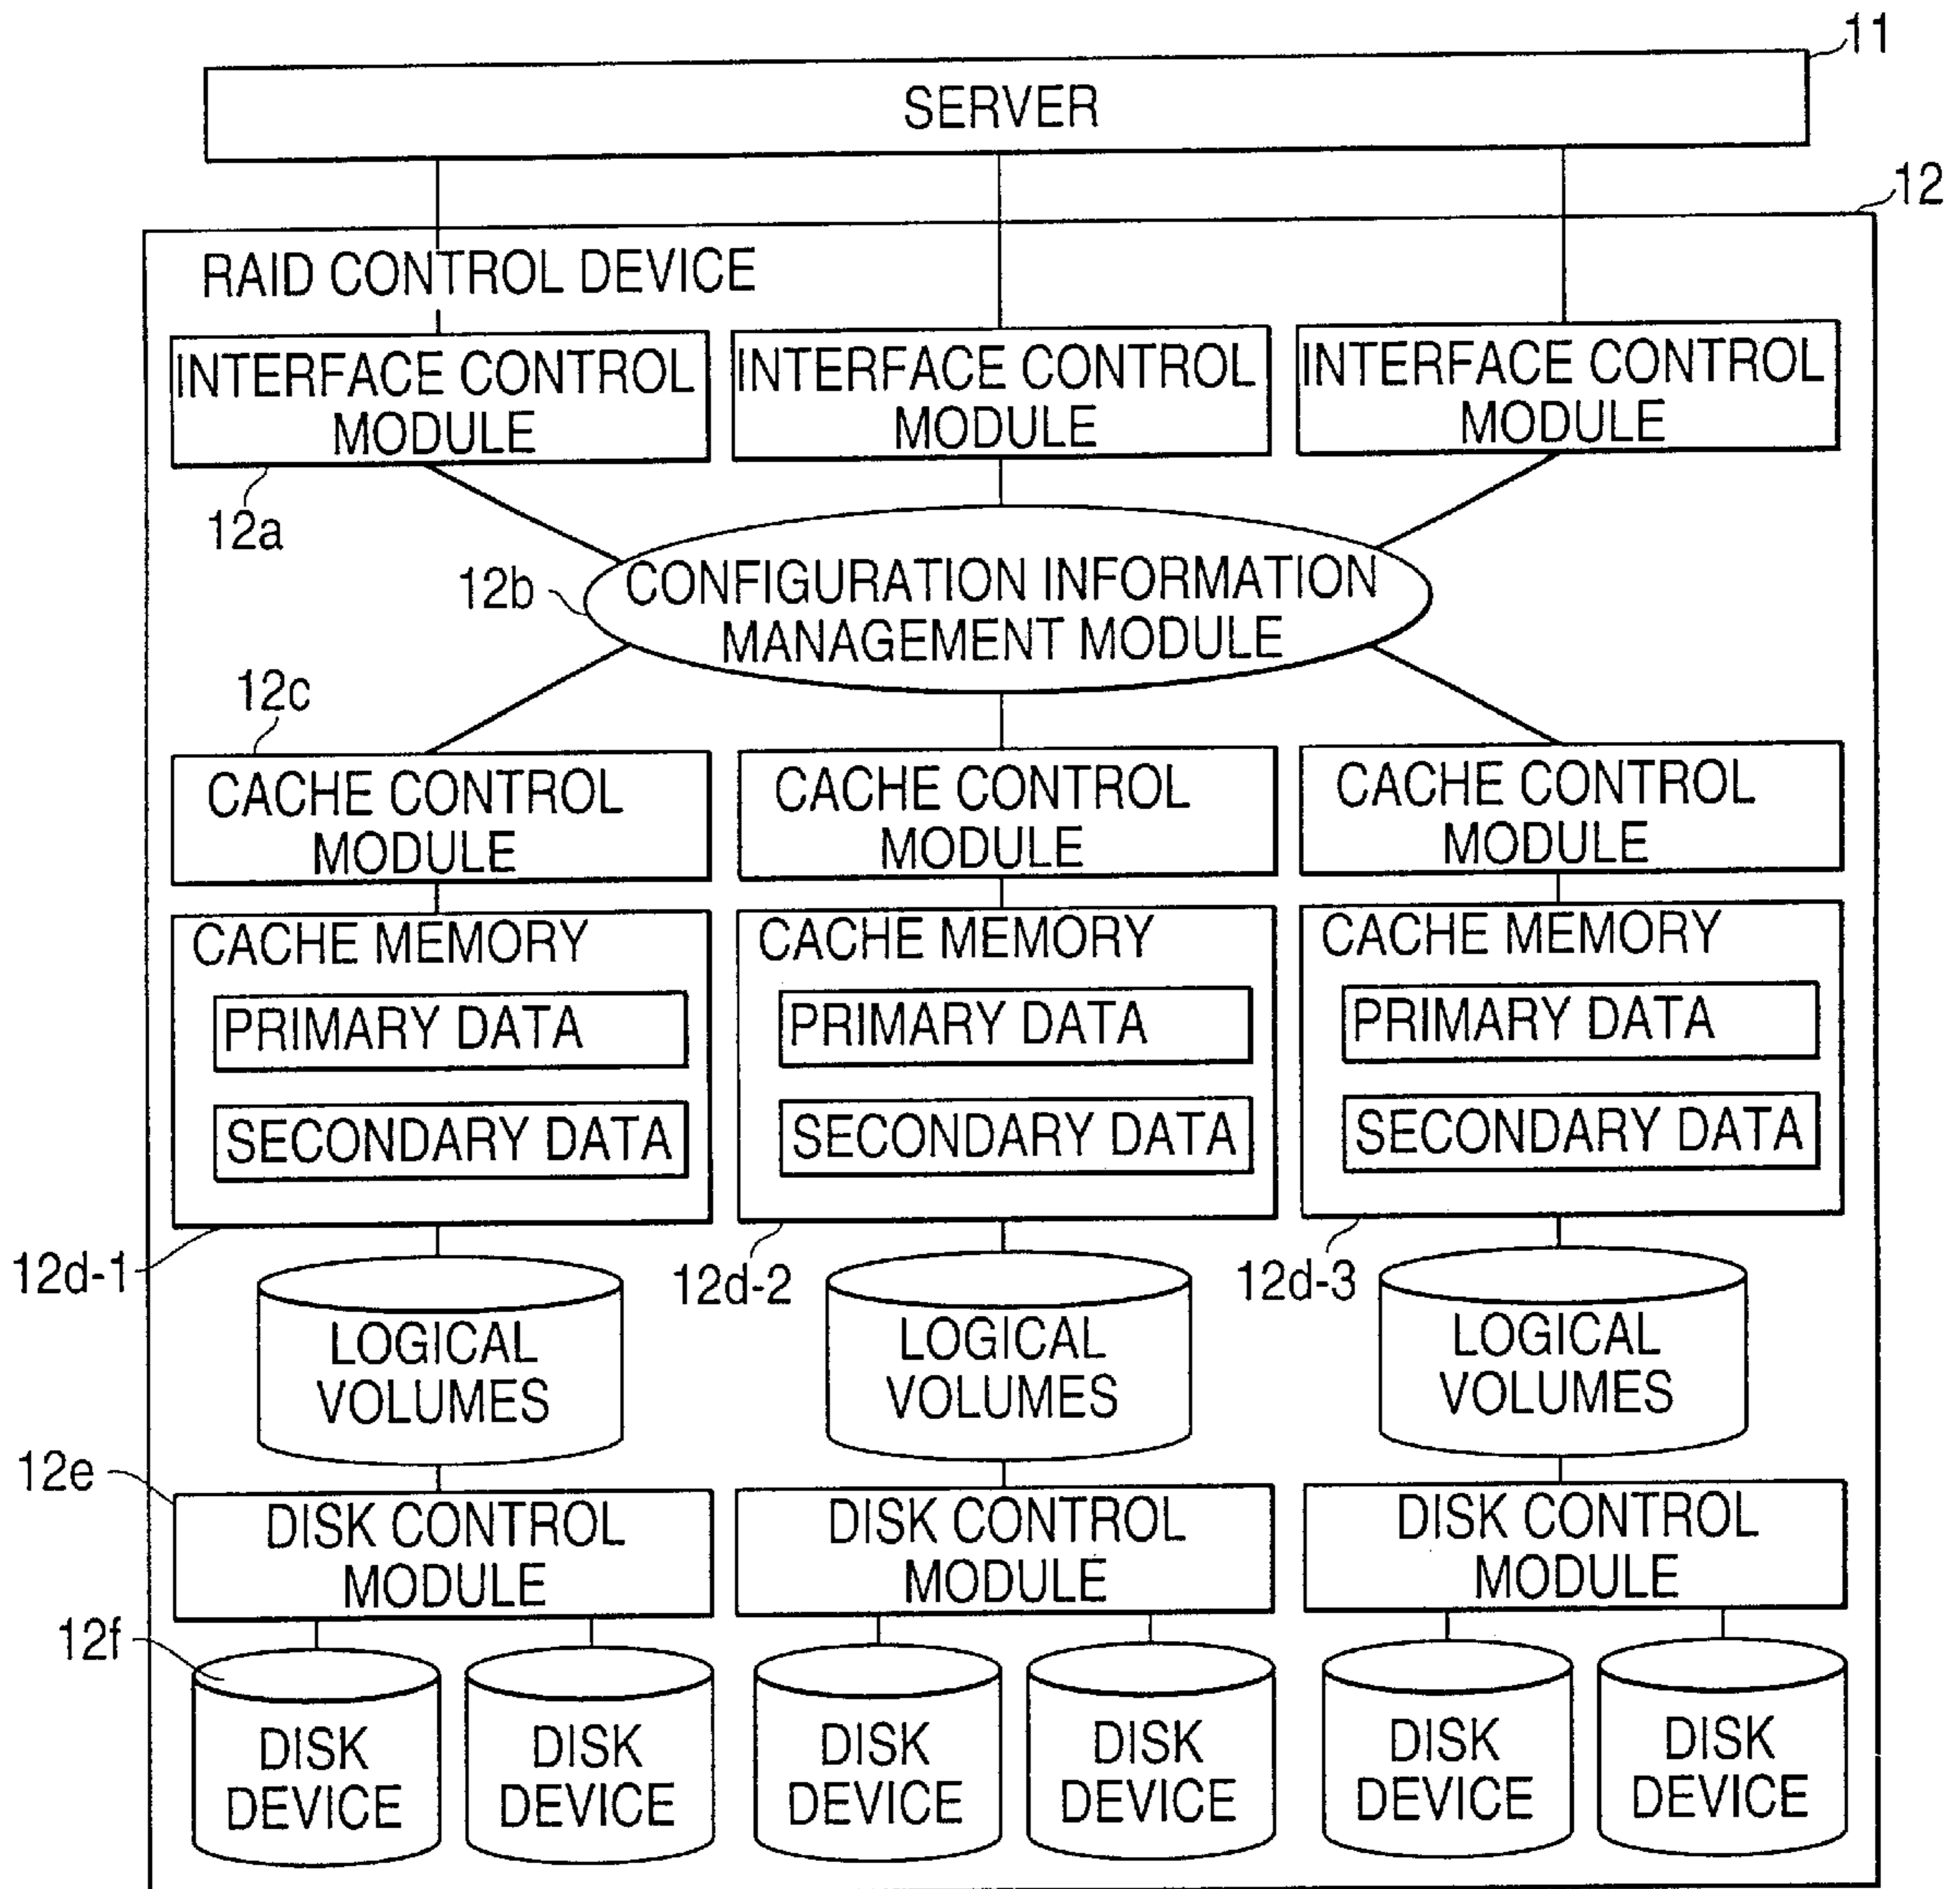 11
SERVER
12
RAID CONTROL DEVICE
INTERFACE CONTROL
MODULE
INTERFACE CONTROL
MODULE
INTERFACE CONTROL
MODULE
12a
12b
CONFIGURATION INFORMATION
MANAGEMENT MODULE
12c
CACHE CONTROL
MODULE
CACHE CONTROL
MODULE
CACHE CONTROL
MODULE
CACHE MEMORY
PRIMARY DATA
SECONDARY DATA
CACHE MEMORY
PRIMARY DATA
SECONDARY DATA
CACHE MEMORY
PRIMARY DATA
SECONDARY DATA
12d-1
12d-2
12d-3
LOGICAL
VOLUMES
LOGICAL
VOLUMES
LOGICAL
VOLUMES
12e
DISK CONTROL
MODULE
DISK CONTROL
MODULE
DISK CONTROL
MODULE
12f
DISK
DEVICE
DISK
DEVICE
DISK
DEVICE
DISK
DEVICE
DISK
DEVICE
DISK
DEVICE